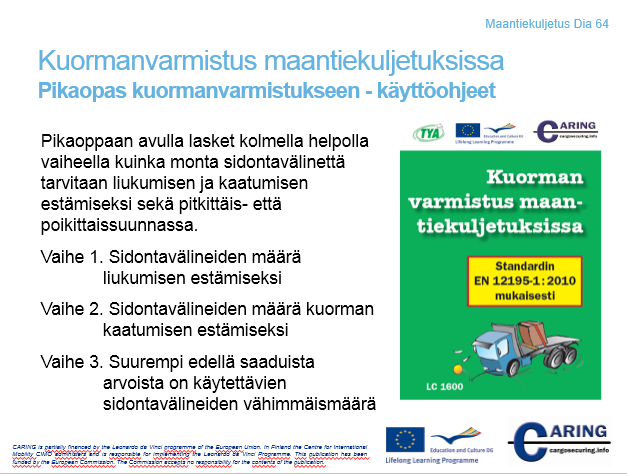 Maantiekuljetus Dia 64
Kuormanvarmistus maantiekuljetuksissa
Pikaopas kuormanvarmistukseen - käyttöohjeet
Pikaoppaan avulla lasket kolmella helpolla
vaiheella kuinka monta sidontavälinettä
tarvitaan liukumisen ja kaatumisen
estämiseksi sekä pitkittäis- että
poikittaissuunnassa.
Vaihe 1. Sidontavälineiden määrä
liukumisen estämiseksi
Vaihe 2. Sidontavälineiden määrä kuorman
kaatumisen estämiseksi
Vaihe 3. Suurempi edellä saaduista
arvoista on käytettävien
sidontavälineiden vähimmäismäärä
TYA
Education and Culture DG
Lifelong Learning Programme
CARING
cargosecuring.info
Kuorman
varmistus maan-
tiekuljetuksissa
Standardin
EN 12195-1: 2010
mukaisesti
LC 1600
CARING is partially financed by the Leonardo da Vinci programme of the European Union. In Finland the Centre for International
Mobility CIMO administers and is responsible for implementing the Leonardo da Vinci Programme. This publication has been
funded by the European Commission. The Commission accepts no responsibility for the contents of the publication.
Education and Culture DG
Lifelong Learning Programme
CARING
cargosecuring.info